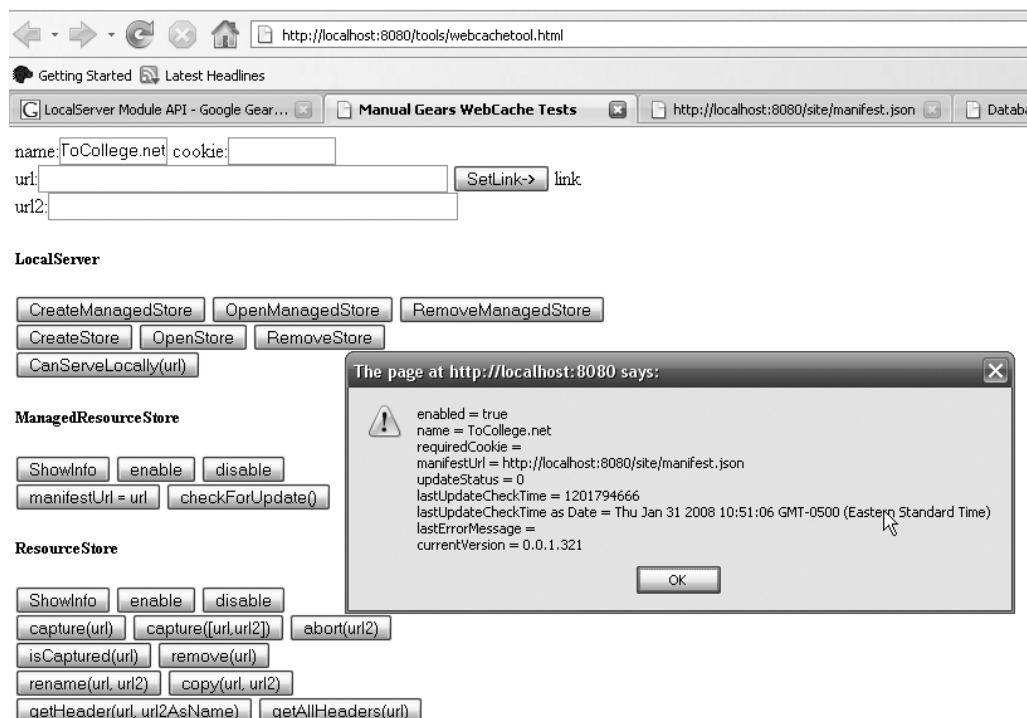 http://localhost:8080/tools/webcachetool.html
Getting Started Latest Headlines
LocalServer Module API - Google Gear... Manual Gears WebCache Tests http://localhost:8080/site/manifest.json Databa
name: ToCollege.net cookie:
url: SetLink-> link
url2:
LocalServer
CreateManagedStore OpenManagedStore RemoveManagedStore
CreateStore OpenStore RemoveStore
CanServeLocally(url)
ManagedResourceStore
ShowInfo enable disable
manifestUrl = url checkForUpdate()
ResourceStore
ShowInfo enable disable
capture(url) capture([url,url2]) abort(url2)
isCaptured(url) remove(url)
rename(url, url2) copy(url, url2)
getHeader(url, url2AsName) getAllHeaders(url)
The page at http://localhost:8080 says:
enabled = true
name = ToCollege.net
requiredCookie =
manifestUrl = http://localhost:8080/site/manifest.json
updateStatus = 0
lastUpdateCheckTime = 1201794666
lastUpdateCheckTime as Date = Thu Jan 31 2008 10:51:06 GMT-0500 (Eastern Standard Time)
lastErrorMessage =
currentVersion = 0.0.1.321
OK